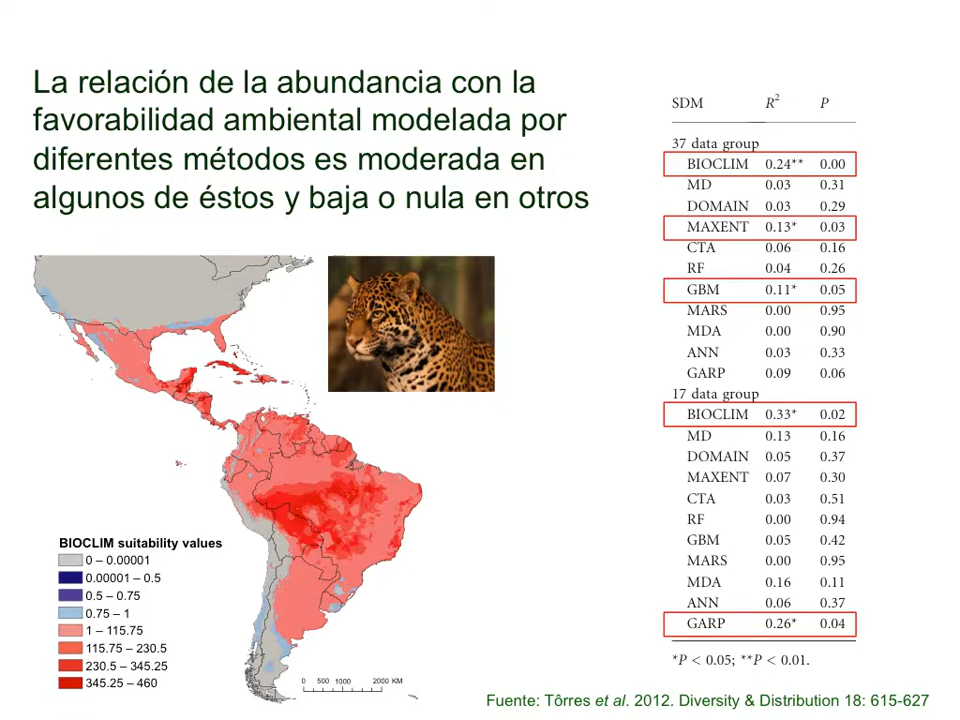 La relación de la abundancia con la
favorabilidad ambiental modelada por
diferentes métodos es moderada en
algunos de éstos y baja o nula en otros
SDM R² P
37 data group
BIOCLIM 0.24** 0.00
MD 0.03 0.31
DOMAIN 0.03 0.29
MAXENT 0.13* 0.03
CTA 0.06 0.16
RF 0.04 0.26
GBM 0.11* 0.05
MARS 0.00 0.95
MDA 0.00 0.90
ANN 0.03 0.33
GARP 0.09 0.06
17 data group
BIOCLIM 0.33* 0.02
MD 0.13 0.16
DOMAIN 0.05 0.37
MAXENT 0.07 0.30
CTA 0.03 0.51
RF 0.00 0.94
GBM 0.05 0.42
MARS 0.00 0.95
MDA 0.16 0.11
ANN 0.06 0.37
GARP 0.26* 0.04
*P < 0.05; **P < 0.01.
BIOCLIM suitability values
0 – 0.00001
0.00001 – 0.5
0.5 – 0.75
0.75 – 1
1 – 115.75
115.75 – 230.5
230.5 – 345.25
345.25 – 460
0 500 1000 2000 KM
Fuente: Tôrres et al. 2012. Diversity & Distribution 18: 615-627